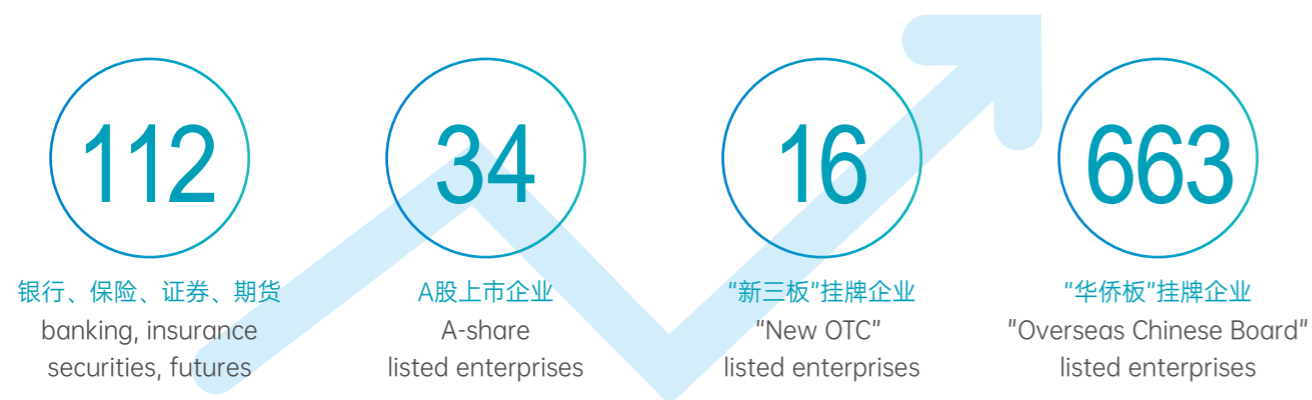 112
银行、保险、证券、期货
banking, insurance
securities, futures
34
A股上市企业
A-share
listed enterprises
16
“新三板”挂牌企业
“New OTC”
listed enterprises
663
“华侨板”挂牌企业
"Overseas Chinese Board"
listed enterprises